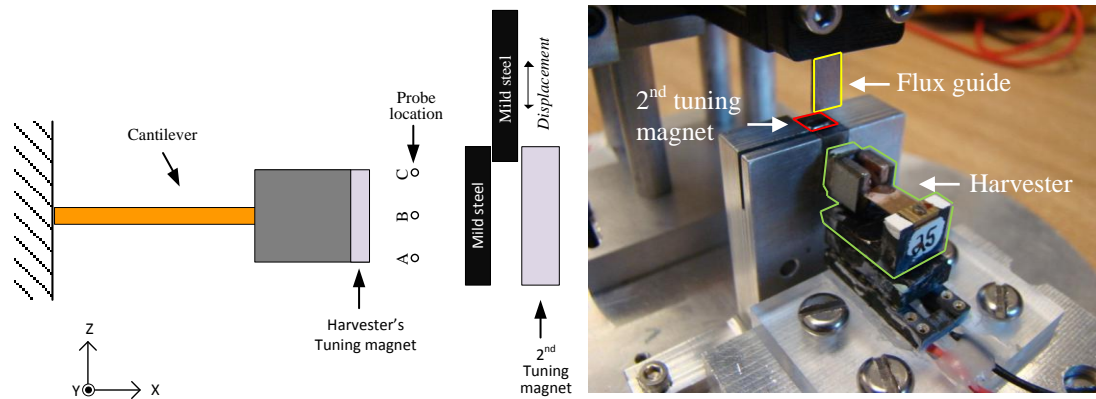 Cantilever
Probe
location
A
B
C
Mild steel
Mild steel
Displacement
Harvester's
Tuning magnet
2nd
Tuning
magnet
Z
Y
X
Flux guide
2nd tuning
magnet
Harvester
25